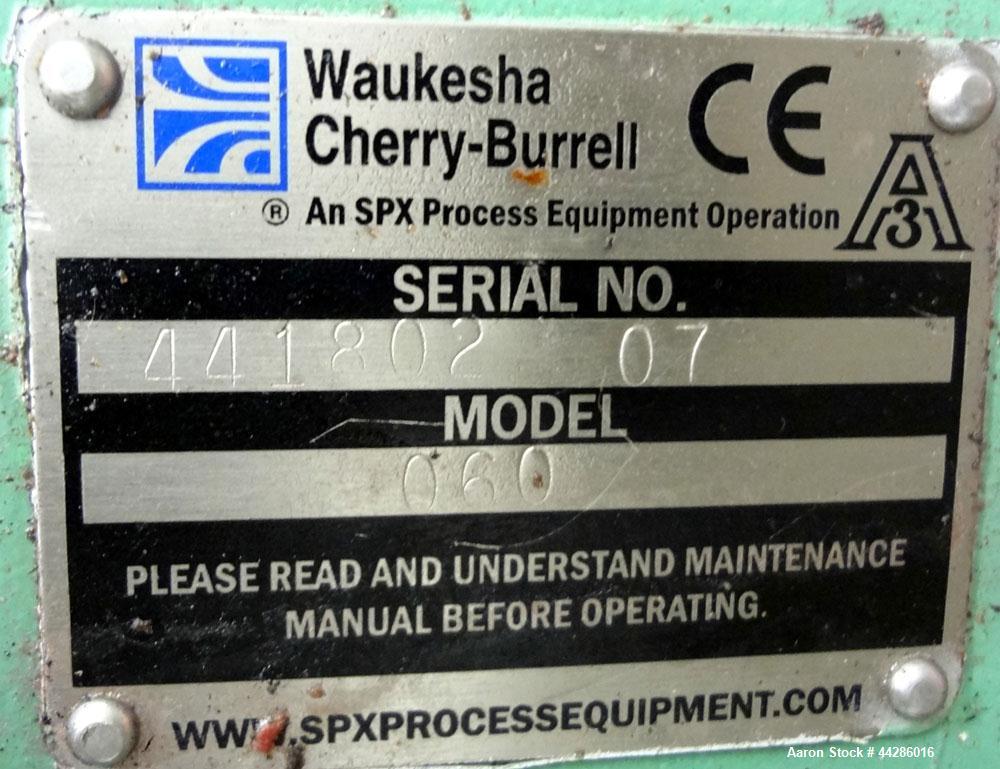 Waukesha
Cherry-Burrell
CE
® An SPX Process Equipment Operation
A
3
SERIAL NO.
441802 07
MODEL
060
PLEASE READ AND UNDERSTAND MAINTENANCE
MANUAL BEFORE OPERATING.
WWW.SPXPROCESSEQUIPMENT.COM
Aaron Stock # 44286016